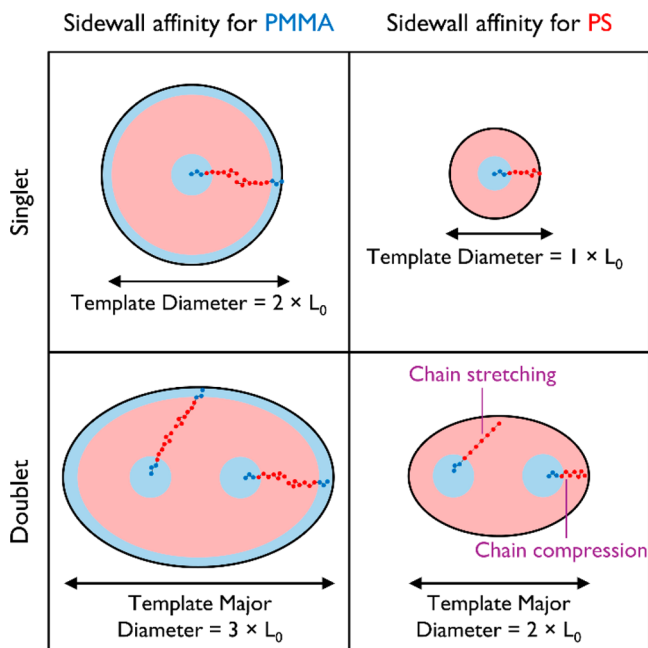 Sidewall affinity for PMMA
Sidewall affinity for PS
Singlet
Template Diameter = 2 × L₀
Template Diameter = 1 × L₀
Doublet
Chain stretching
Chain compression
Template Major
Diameter = 3 × L₀
Template Major
Diameter = 2 × L₀